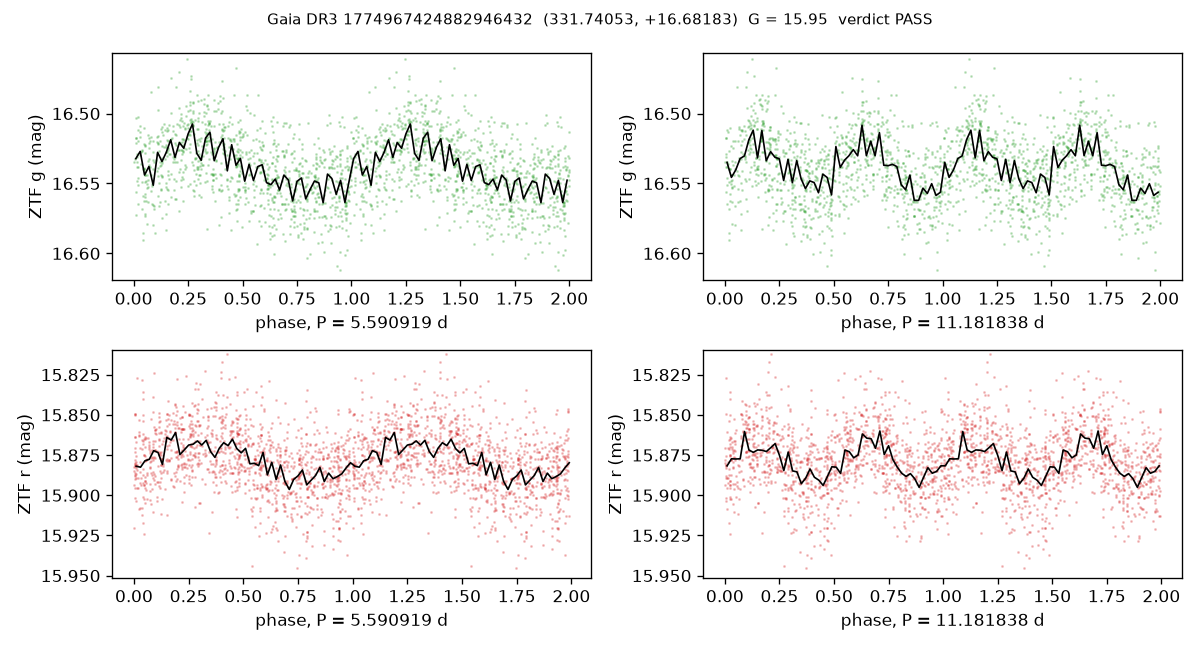 Gaia DR3 1774967424882946432 (331.74053, +16.68183) G = 15.95 verdict PASS
ZTF g (mag)
16.50
16.55
16.60
0.00 0.25 0.50 0.75 1.00 1.25 1.50 1.75 2.00
phase, P = 5.590919 d
ZTF g (mag)
16.50
16.55
16.60
0.00 0.25 0.50 0.75 1.00 1.25 1.50 1.75 2.00
phase, P = 11.181838 d
ZTF r (mag)
15.825
15.850
15.875
15.900
15.925
15.950
0.00 0.25 0.50 0.75 1.00 1.25 1.50 1.75 2.00
phase, P = 5.590919 d
ZTF r (mag)
15.825
15.850
15.875
15.900
15.925
15.950
0.00 0.25 0.50 0.75 1.00 1.25 1.50 1.75 2.00
phase, P = 11.181838 d